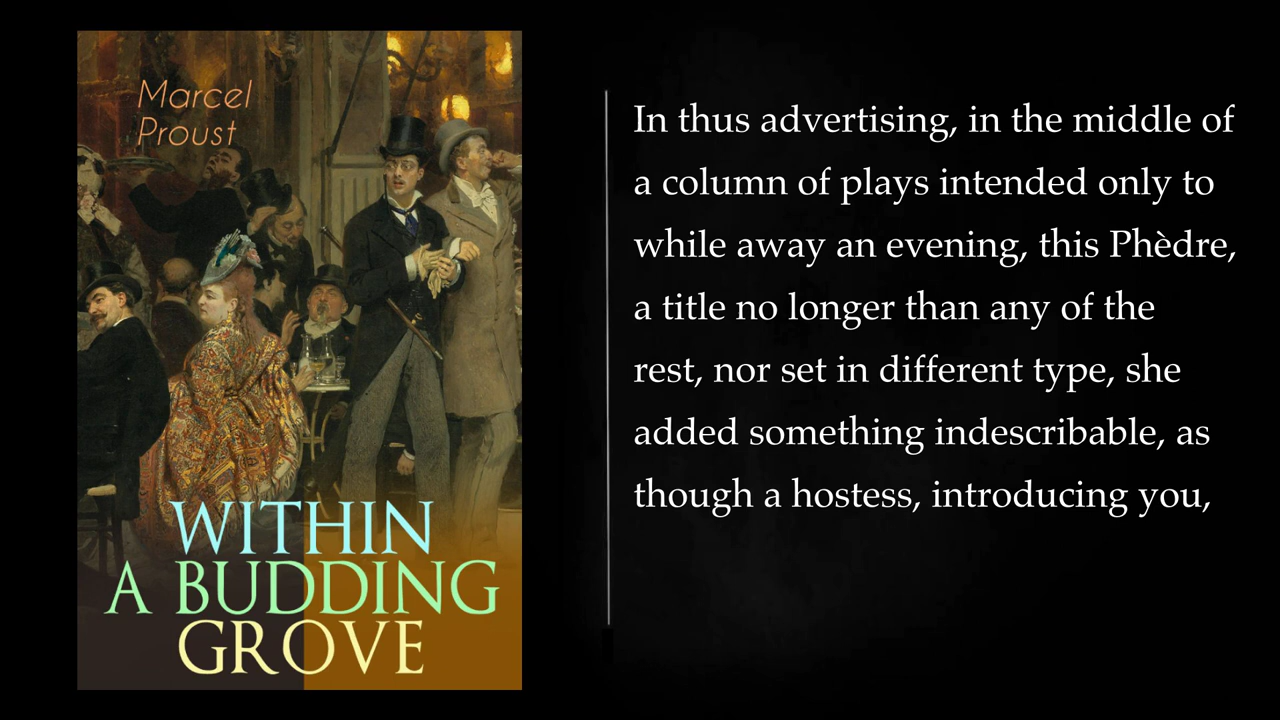 Marcel
Proust
WITHIN
A BUDDING
GROVE
In thus advertising, in the middle of
a column of plays intended only to
while away an evening, this Phèdre,
a title no longer than any of the
rest, nor set in different type, she
added something indescribable, as
though a hostess, introducing you,